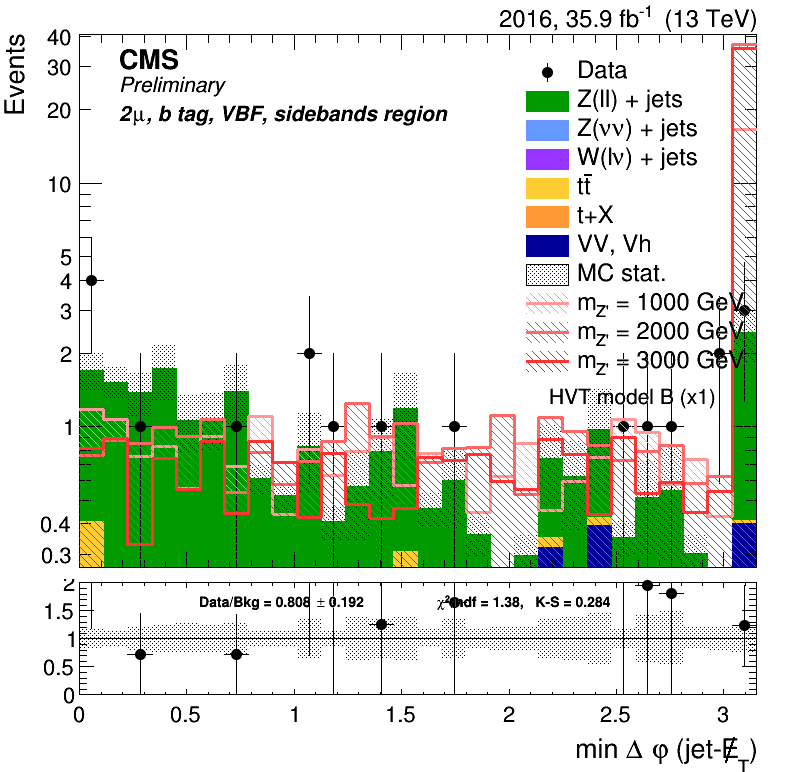 2016, 35.9 fb⁻¹ (13 TeV)
Events
CMS
Preliminary
2μ, b tag, VBF, sidebands region
Data
Z(ll) + jets
Z(νν) + jets
W(lν) + jets
tt̄
t+X
VV, Vh
MC stat.
m_Z' = 1000 GeV
m_Z' = 2000 GeV
m_Z' = 3000 GeV
HVT model B (x1)
40
30
20
10
5
4
3
2
1
0.4
0.3
Data/Bkg = 0.808 ± 0.192
χ²/ndf = 1.38, K-S = 0.284
2
1.5
1
0.5
0
0 0.5 1 1.5 2 2.5 3
min Δ φ (jet-E̸_T)